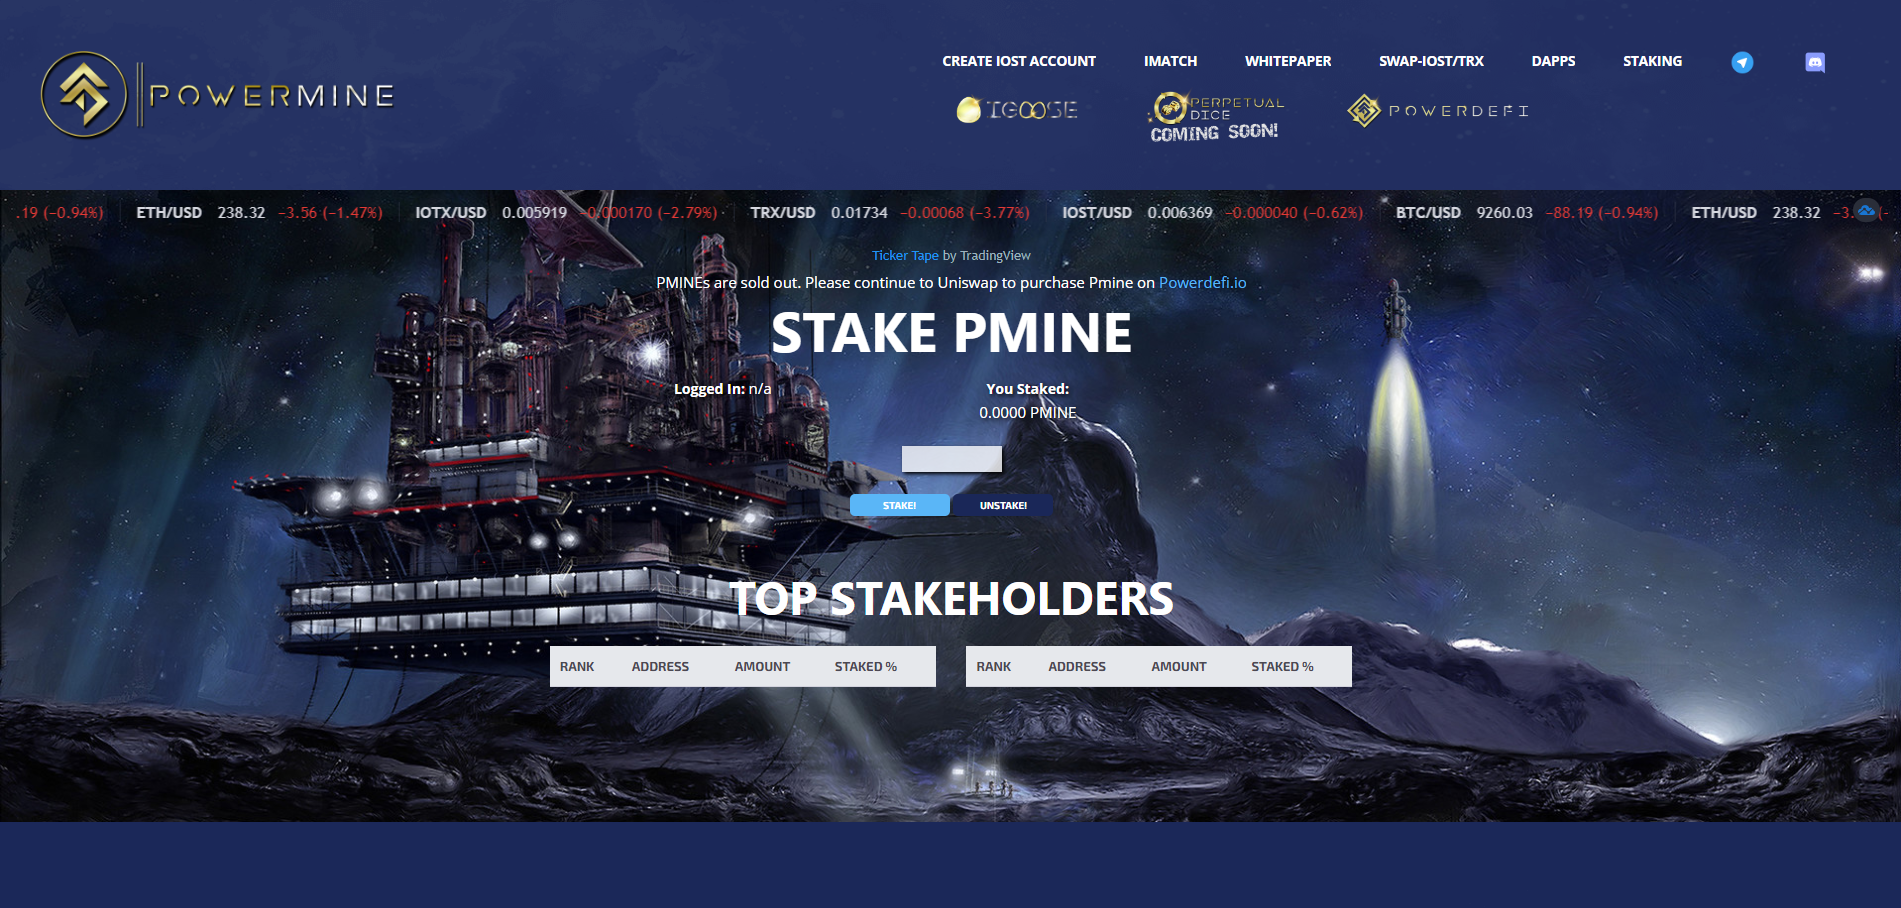 CREATE IOST ACCOUNT IMATCH WHITEPAPER SWAP-IOST/TRX DAPPS STAKING
POWERMINE
IGOOSE
PERPETUAL
DICE
COMING SOON!
POWERDEFI
.19 (−0.94%) ETH/USD 238.32 −3.56 (−1.47%) IOTX/USD 0.005919 −0.000170 (−2.79%) TRX/USD 0.01734 −0.00068 (−3.77%) IOST/USD 0.006369 −0.000040 (−0.62%) BTC/USD 9260.03 −88.19 (−0.94%) ETH/USD 238.32
Ticker Tape by TradingView
PMINEs are sold out. Please continue to Uniswap to purchase Pmine on Powerdefi.io
STAKE PMINE
Logged In: n/a You Staked:
0.0000 PMINE
STAKE! UNSTAKE!
TOP STAKEHOLDERS
RANK ADDRESS AMOUNT STAKED % RANK ADDRESS AMOUNT STAKED %